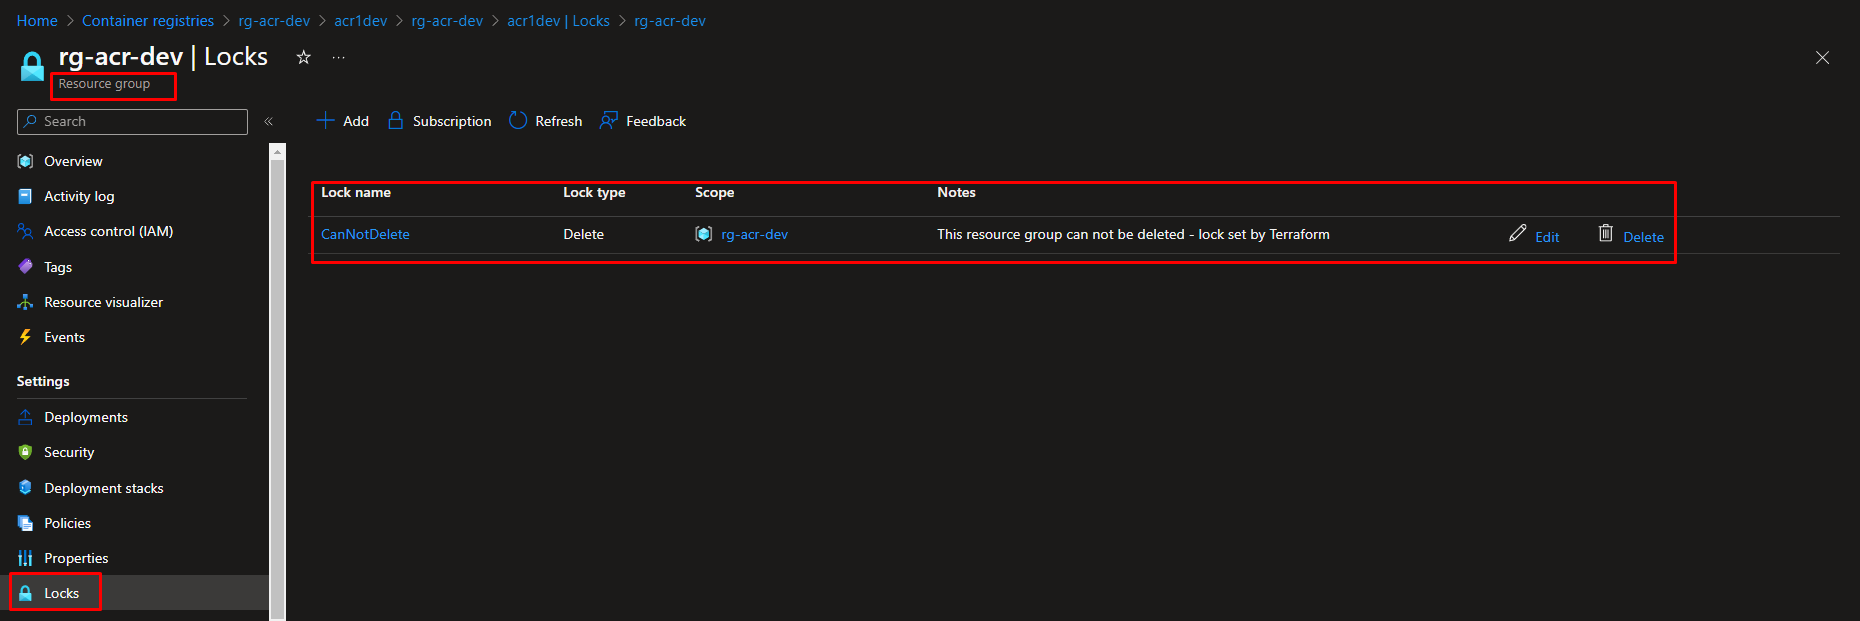 Home > Container registries > rg-acr-dev > acr1dev > rg-acr-dev > acr1dev | Locks > rg-acr-dev
rg-acr-dev | Locks
Resource group
Search
Overview
Activity log
Access control (IAM)
Tags
Resource visualizer
Events
Settings
Deployments
Security
Deployment stacks
Policies
Properties
Locks
Add Subscription Refresh Feedback
Lock name Lock type Scope Notes
CanNotDelete Delete rg-acr-dev This resource group can not be deleted - lock set by Terraform Edit Delete